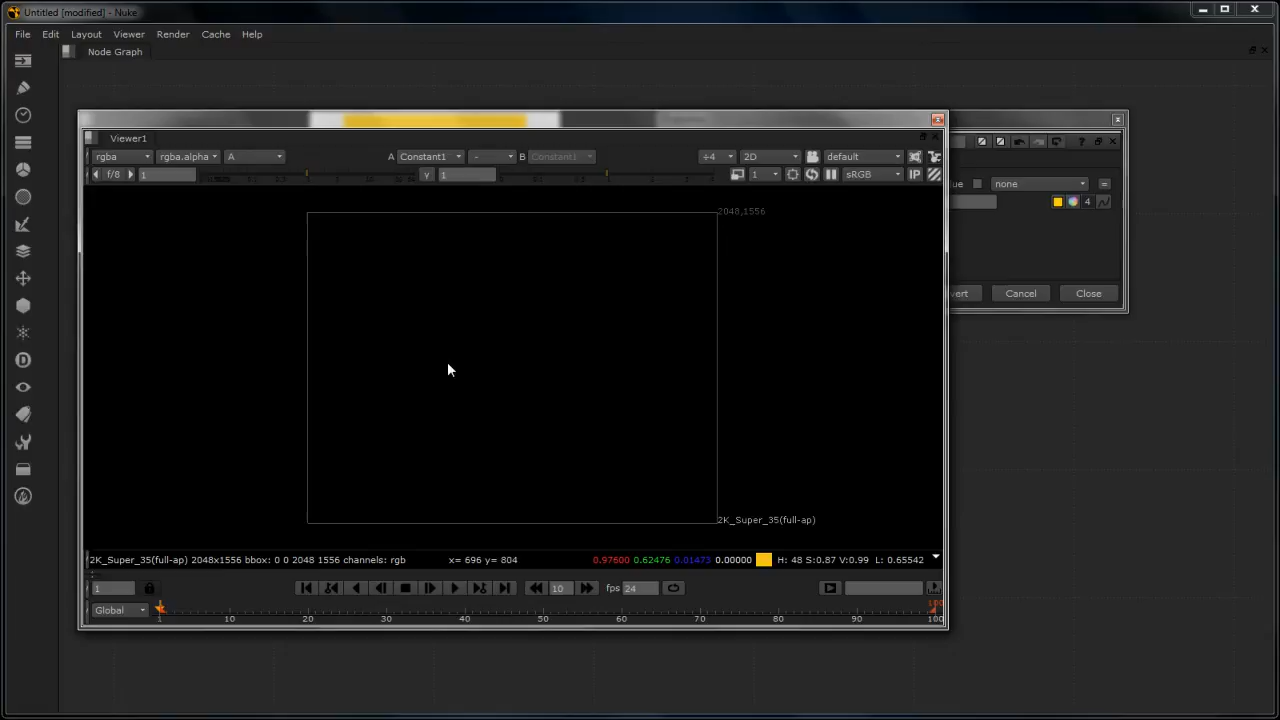 Untitled [modified] - Nuke
File Edit Layout Viewer Render Cache Help
Node Graph
Viewer1
rgba rgba.alpha A A Constant1 - B Constant1 ÷4 2D default
f/8 1 γ 1 1 sRGB IP
none =
4
Cancel Close
2048,1556
2K_Super_35(full-ap)
2K_Super_35(full-ap) 2048x1556 bbox: 0 0 2048 1556 channels: rgb x= 696 y= 804 0.97600 0.62476 0.01473 0.00000 H: 48 S:0.87 V:0.99 L: 0.65542
1 10 fps 24
Global
100
1 10 20 30 40 50 60 70 80 90 100